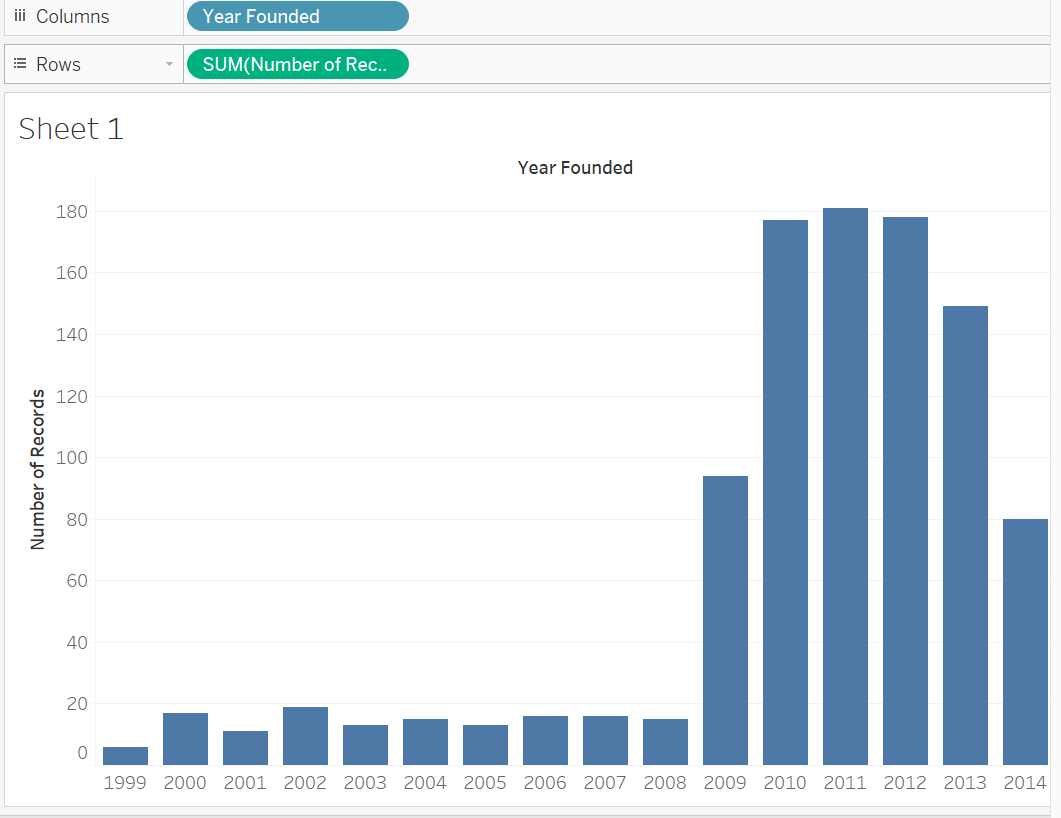 Columns Year Founded
Rows SUM(Number of Rec..
Sheet 1
Year Founded
Number of Records
180
160
140
120
100
80
60
40
20
0
1999 2000 2001 2002 2003 2004 2005 2006 2007 2008 2009 2010 2011 2012 2013 2014